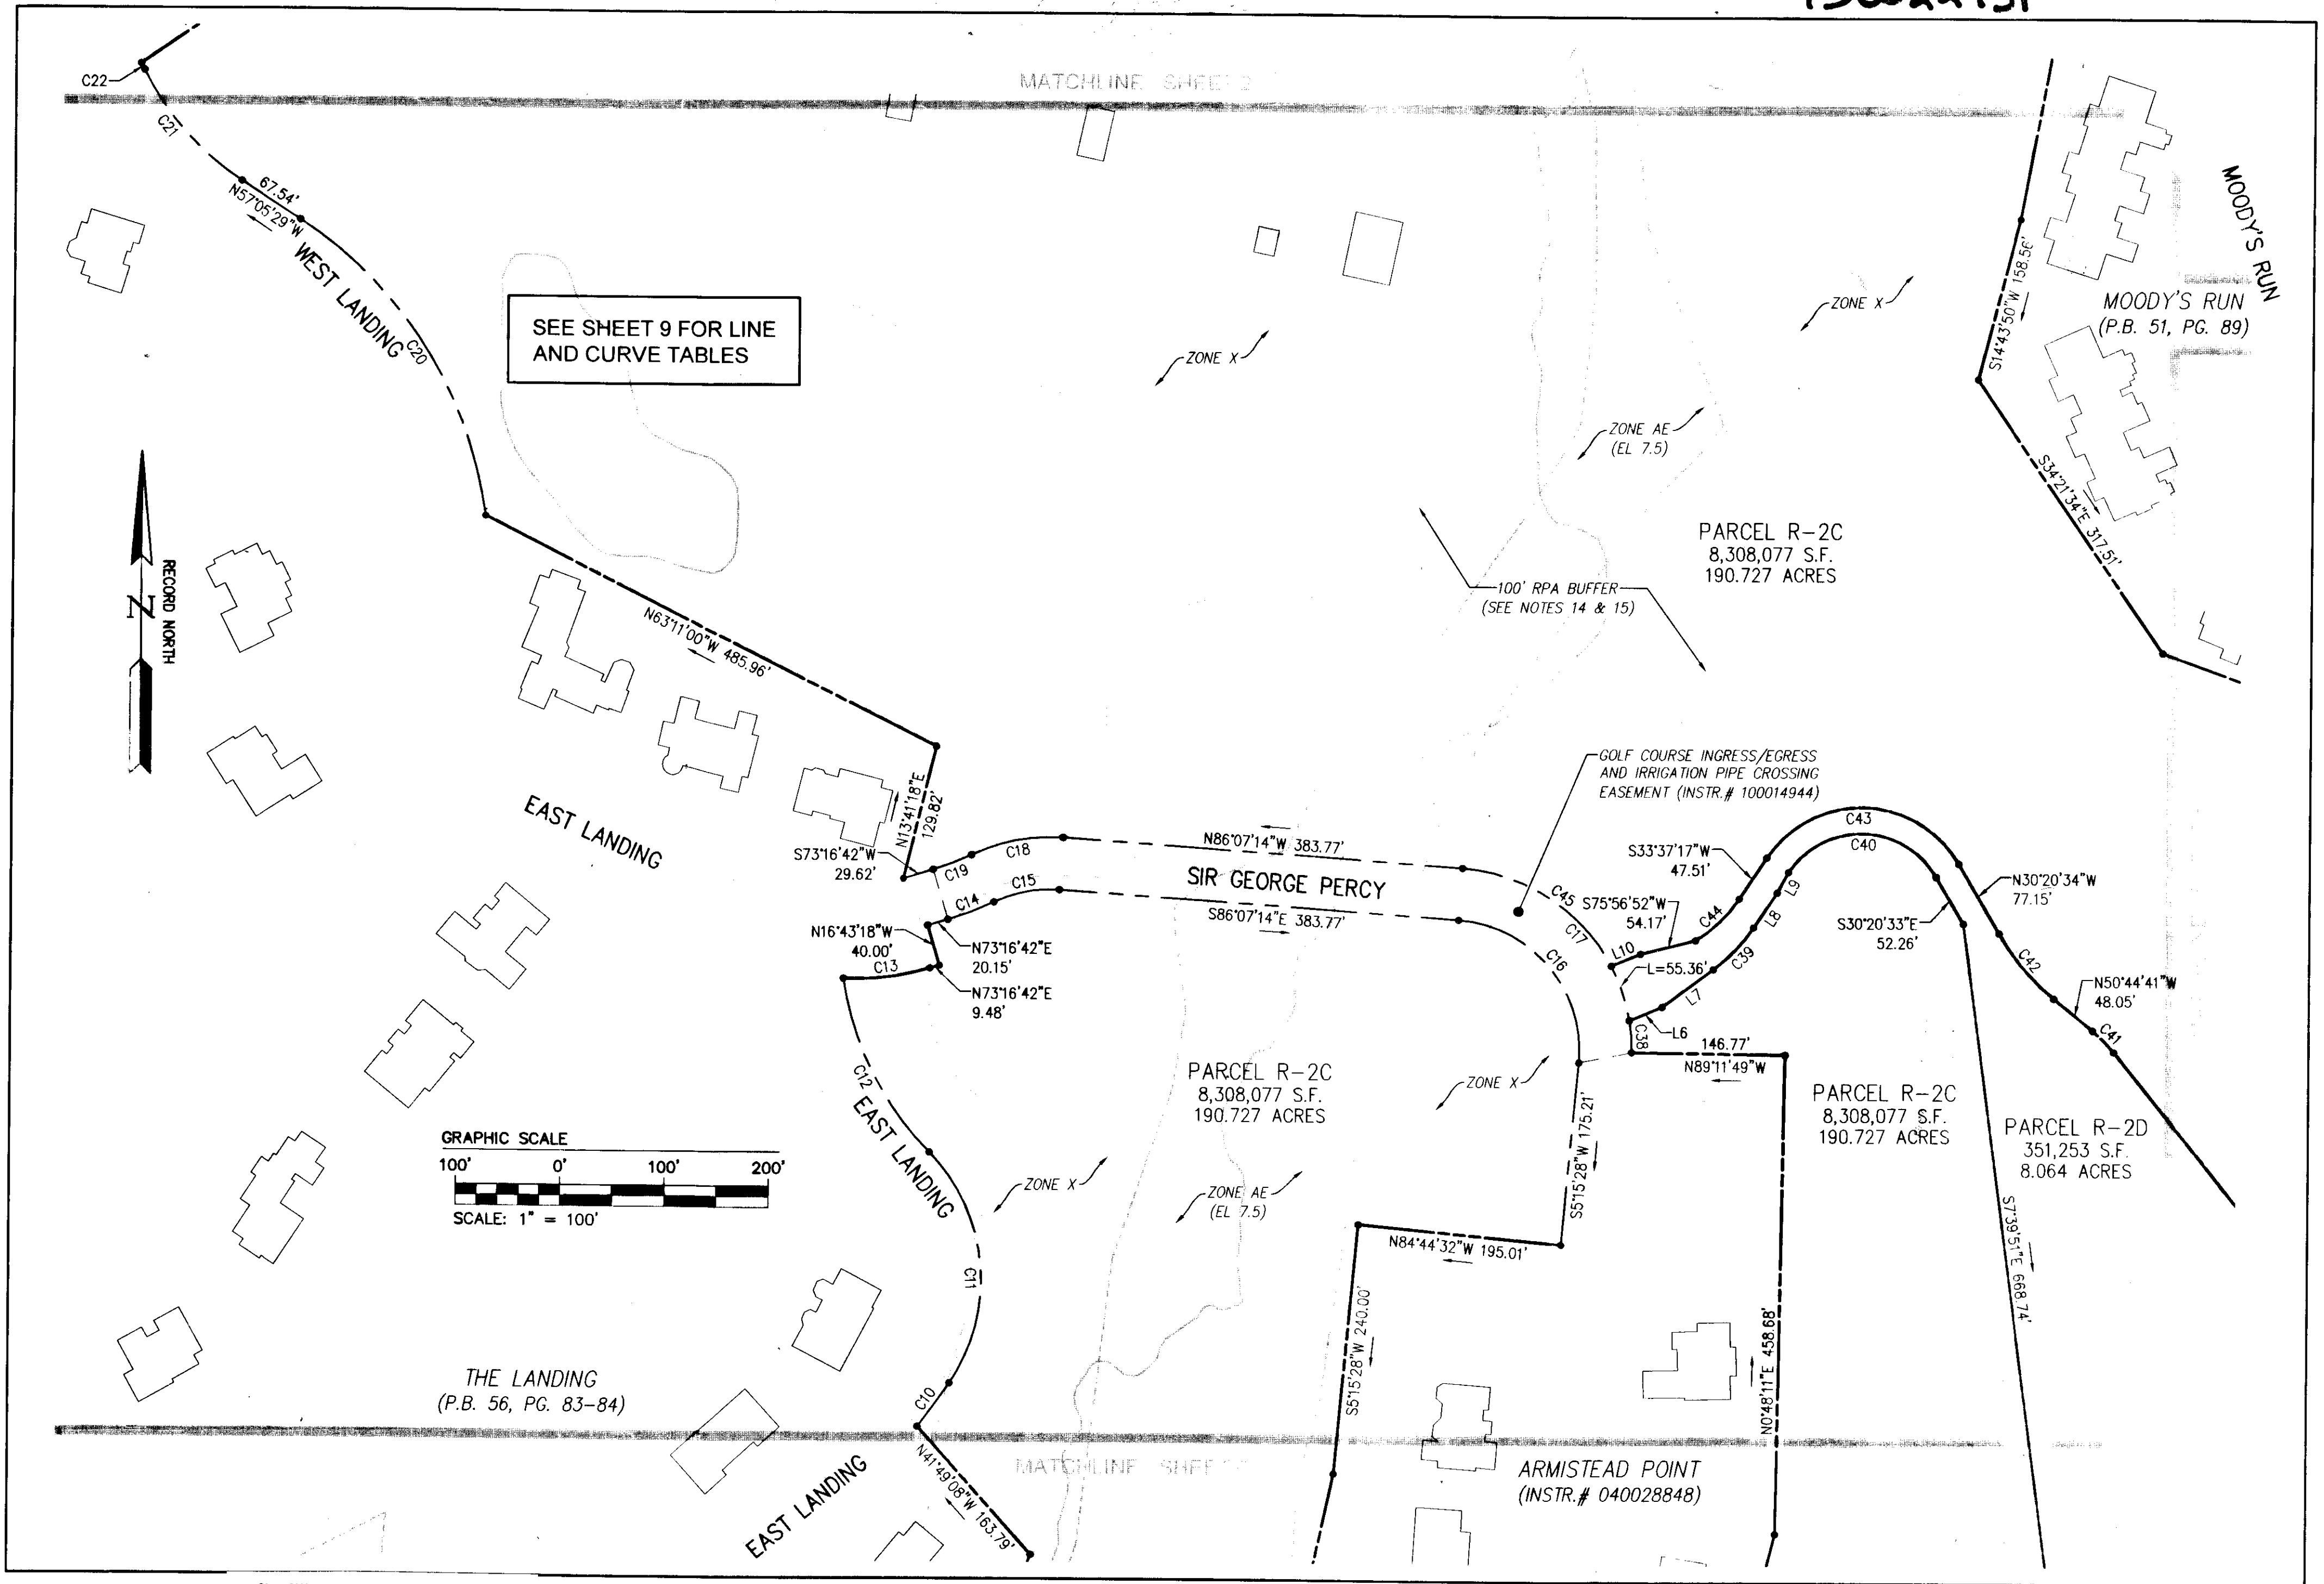 C22
MATCHLINE SHEET
C21
67.54'
N57°05'29"W
WEST LANDING
C20
SEE SHEET 9 FOR LINE
AND CURVE TABLES
ZONE X
ZONE X
S14°43'50"W 158.56'
MOODY'S RUN
MOODY'S RUN
(P.B. 51, PG. 89)
ZONE AE
(EL 7.5)
S34°21'34"E 317.51'
PARCEL R-2C
8,308,077 S.F.
190.727 ACRES
100' RPA BUFFER
(SEE NOTES 14 & 15)
RECORD NORTH
N
N63°11'00"W 485.96'
EAST LANDING
N13°41'18"E
129.82'
S73°16'42"W
29.62'
C19
C18
N86°07'14"W 383.77'
SIR GEORGE PERCY
S86°07'14"E 383.77'
C14
C15
GOLF COURSE INGRESS/EGRESS
AND IRRIGATION PIPE CROSSING
EASEMENT (INSTR.# 100014944)
C45
C17
C16
S75°56'52"W
54.17'
S33°37'17"W
47.51'
C43
C40
C44
L9
L8
C39
L10
L=55.36'
L7
L6
C38
N30°20'34"W
77.15'
S30°20'33"E
52.26'
C42
N50°44'41"W
48.05'
C41
N16°43'18"W
40.00'
N73°16'42"E
20.15'
C13
N73°16'42"E
9.48'
146.77'
N89°11'49"W
C12
EAST LANDING
PARCEL R-2C
8,308,077 S.F.
190.727 ACRES
ZONE X
S5°15'28"W 175.21'
PARCEL R-2C
8,308,077 S.F.
190.727 ACRES
PARCEL R-2D
351,253 S.F.
8.064 ACRES
S7°39'51"E 668.74'
GRAPHIC SCALE
100' 0' 100' 200'
SCALE: 1" = 100'
ZONE X
ZONE AE
(EL 7.5)
N84°44'32"W 195.01'
C11
S5°15'28"W 240.00'
N0°48'11"E 458.68'
THE LANDING
(P.B. 56, PG. 83-84)
C10
N41°49'08"W 163.79'
EAST LANDING
MATCHLINE
ARMISTEAD POINT
(INSTR.# 040028848)